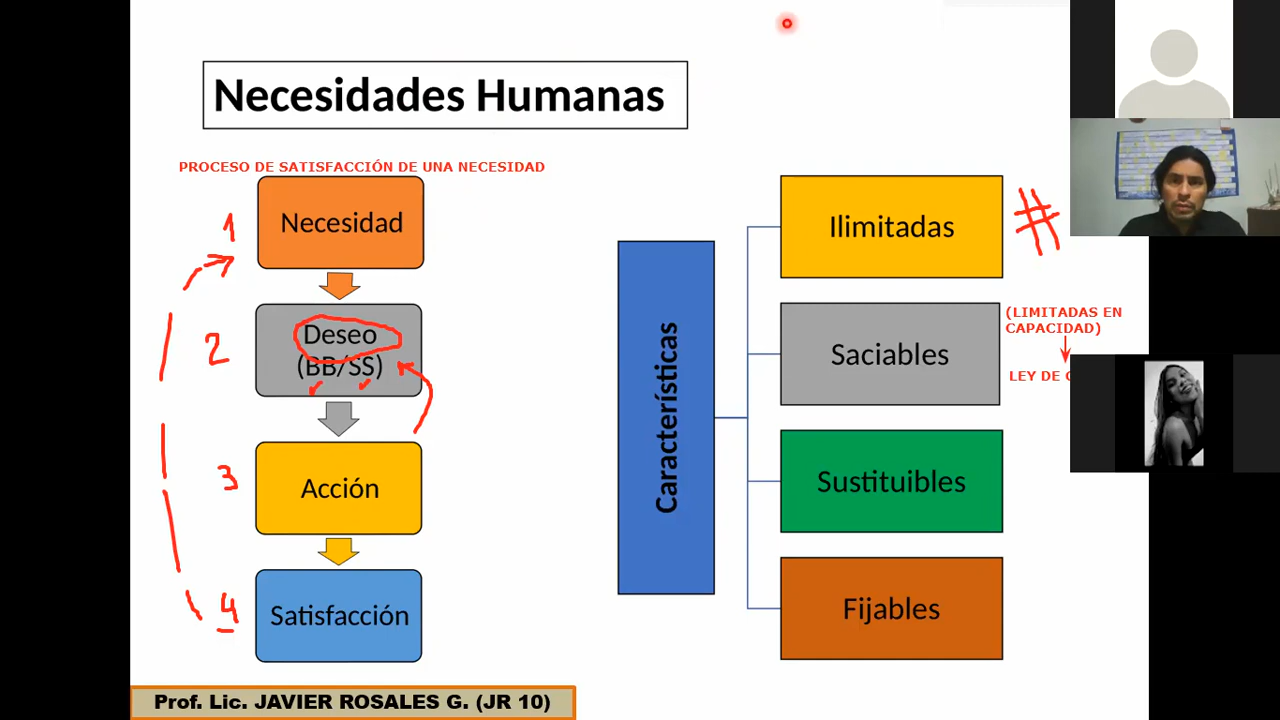 Necesidades Humanas
PROCESO DE SATISFACCIÓN DE UNA NECESIDAD
1
Necesidad
2
Deseo
(BB/SS)
3
Acción
4
Satisfacción
Características
Ilimitadas
#
Saciables
(LIMITADAS EN
CAPACIDAD)
LEY DE
Sustituibles
Fijables
Prof. Lic. JAVIER ROSALES G. (JR 10)